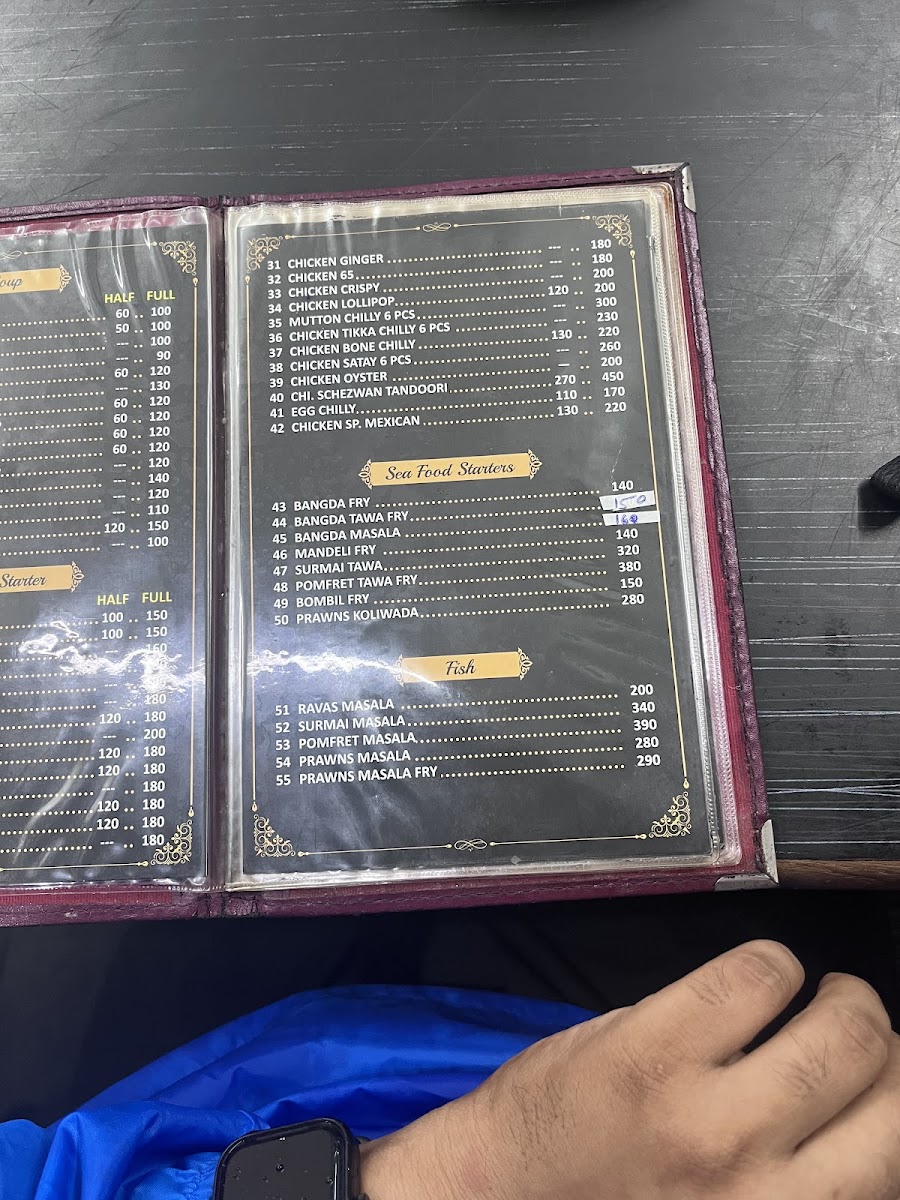 oup
HALF FULL
60 .. 100
50 .. 100
--- .. 100
--- .. 90
60 .. 120
--- .. 130
60 .. 120
60 .. 120
60 .. 120
60 .. 120
--- .. 120
--- .. 140
--- .. 120
--- .. 110
120 .. 150
--- .. 100
Starter
HALF FULL
100 .. 150
100 .. 150
--- .. 160
180
120 .. 180
--- .. 200
120 .. 180
120 .. 180
--- .. 180
120 .. 180
120 .. 180
--- .. 180
31 CHICKEN GINGER --- .. 180
32 CHICKEN 65 --- .. 180
33 CHICKEN CRISPY --- .. 200
34 CHICKEN LOLLIPOP 120 .. 200
35 MUTTON CHILLY 6 PCS --- .. 300
36 CHICKEN TIKKA CHILLY 6 PCS --- .. 230
37 CHICKEN BONE CHILLY 130 .. 220
38 CHICKEN SATAY 6 PCS --- .. 260
39 CHICKEN OYSTER — .. 200
40 CHI. SCHEZWAN TANDOORI 270 .. 450
41 EGG CHILLY 110 .. 170
42 CHICKEN SP. MEXICAN 130 .. 220
Sea Food Starters
43 BANGDA FRY 140
44 BANGDA TAWA FRY 150
45 BANGDA MASALA 160
46 MANDELI FRY 140
47 SURMAI TAWA 320
48 POMFRET TAWA FRY 380
49 BOMBIL FRY 150
50 PRAWNS KOLIWADA 280
Fish
51 RAVAS MASALA 200
52 SURMAI MASALA 340
53 POMFRET MASALA 390
54 PRAWNS MASALA 280
55 PRAWNS MASALA FRY 290